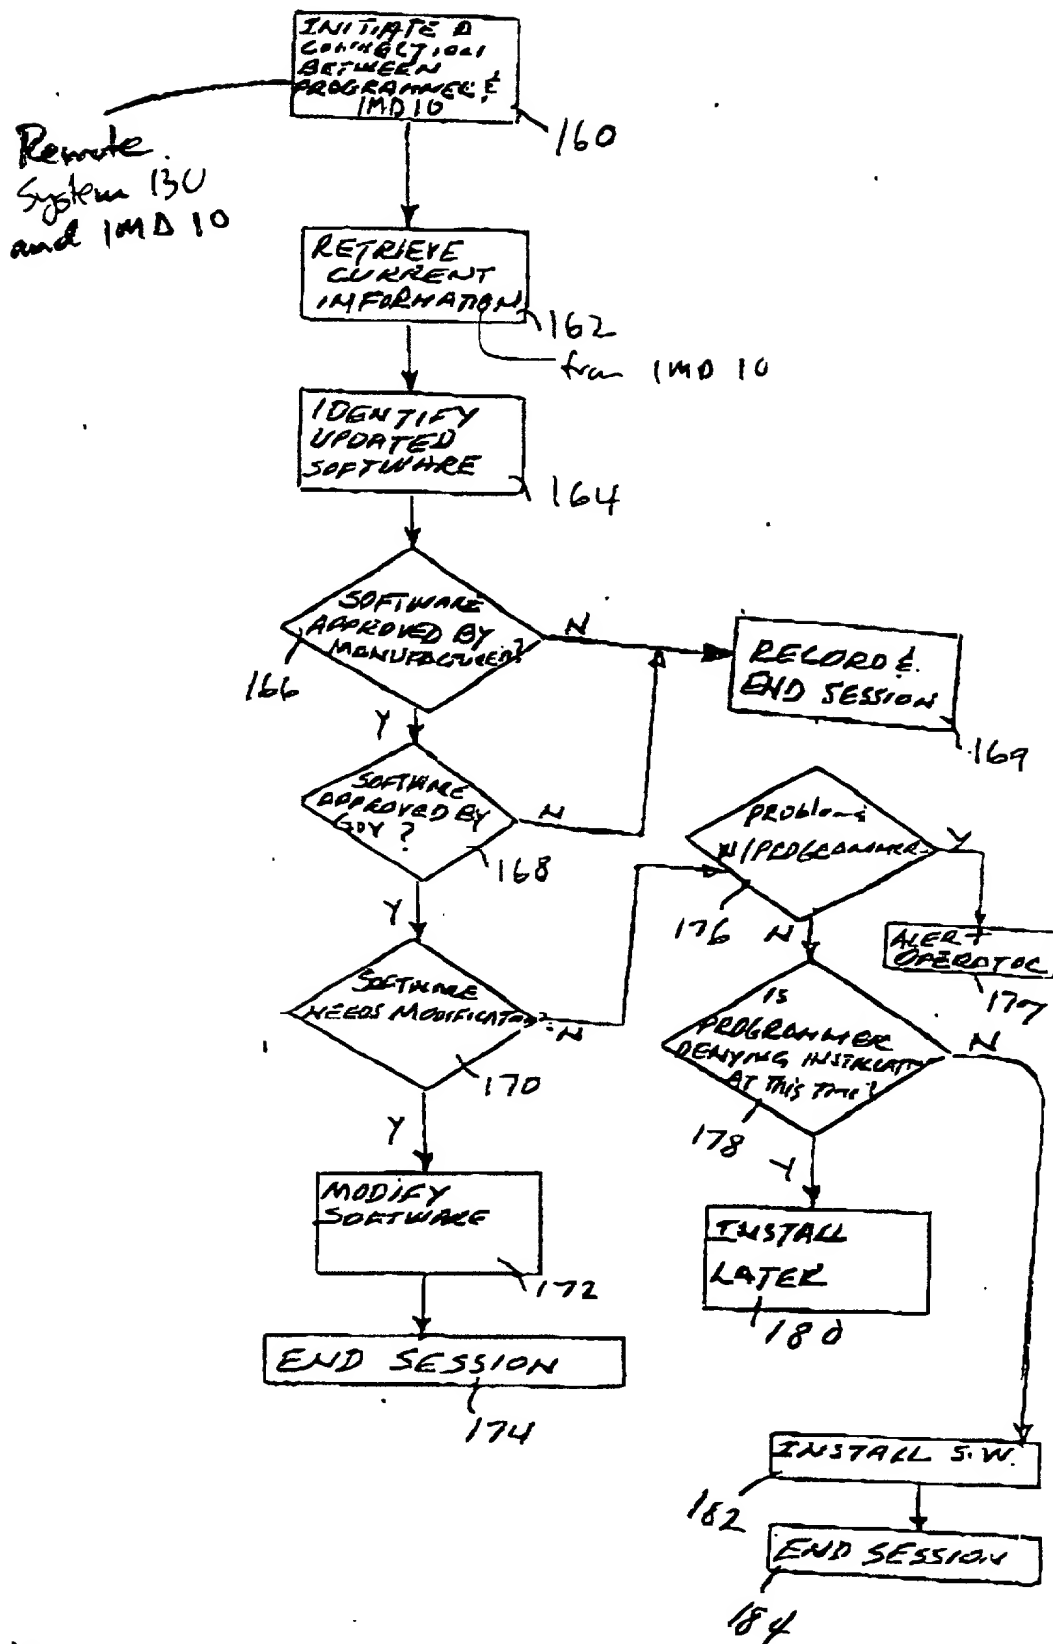 INITIATE A
CONNECTION
BETWEEN
PROGRAMMER &
IMD 10
160
Remote
System 130
and IMD 10
RETRIEVE
CURRENT
INFORMATION
162
from IMD 10
IDENTIFY
UPDATED
SOFTWARE
164
SOFTWARE
APPROVED BY
MANUFACTURER?
166
N
Y
RECORD &
END SESSION
169
SOFTWARE
APPROVED BY
GOV ?
168
N
Y
PROBLEMS
W/PROGRAMMER
176
Y
N
ALERT
OPERATOR
177
SOFTWARE
NEEDS MODIFICATION?
170
N
Y
IS
PROGRAMMER
DENYING INSTALLATION
AT THIS TIME?
178
N
Y
MODIFY
SOFTWARE
172
INSTALL
LATER
180
END SESSION
174
INSTALL S.W.
182
END SESSION
184